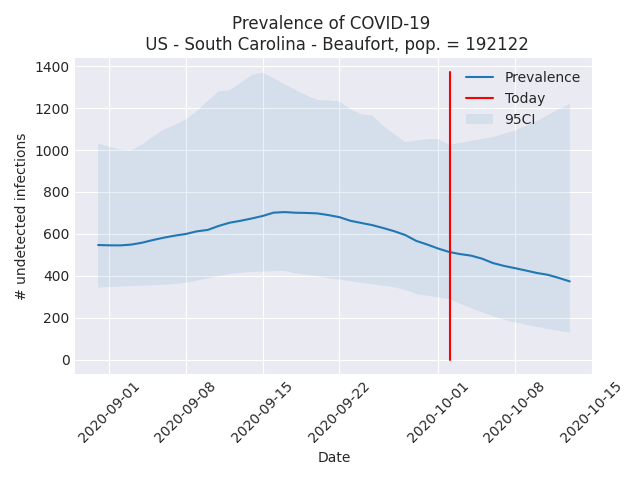 Prevalence of COVID-19
US - South Carolina - Beaufort, pop. = 192122
1400
1200
1000
800
600
400
200
0
# undetected infections
Prevalence
Today
95CI
2020-09-01
2020-09-08
2020-09-15
2020-09-22
2020-10-01
2020-10-08
2020-10-15
Date